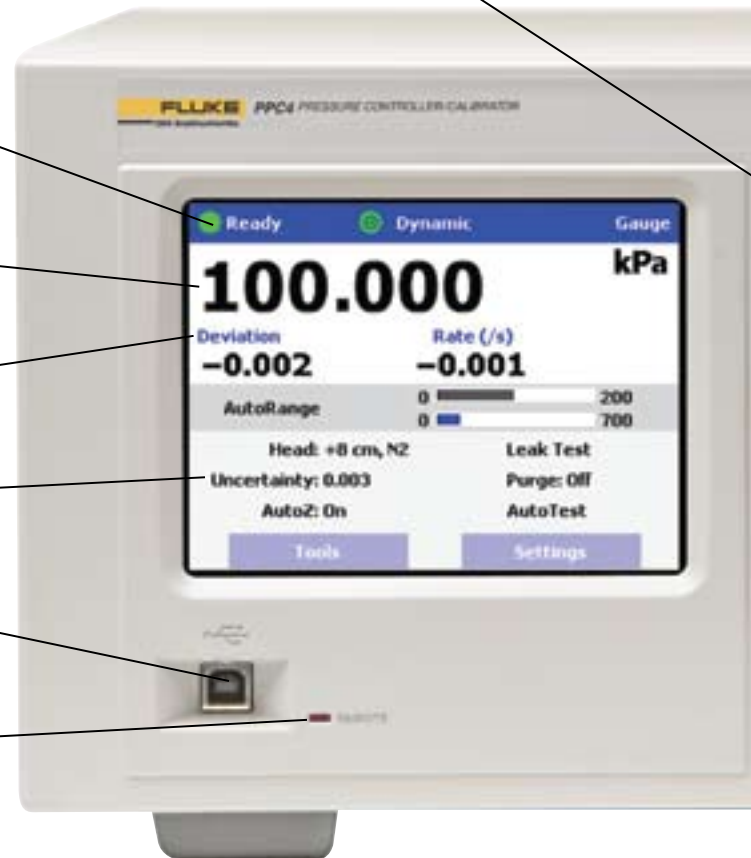 FLUKE PPC4 PRESSURE CONTROLLER/CALIBRATOR
Ready Dynamic Gauge
100.000 kPa
Deviation Rate (/s)
−0.002 −0.001
AutoRange 0 200
0 700
Head: +8 cm, N2 Leak Test
Uncertainty: 0.003 Purge: Off
AutoZ: On AutoTest
Tools Settings
REMOTE